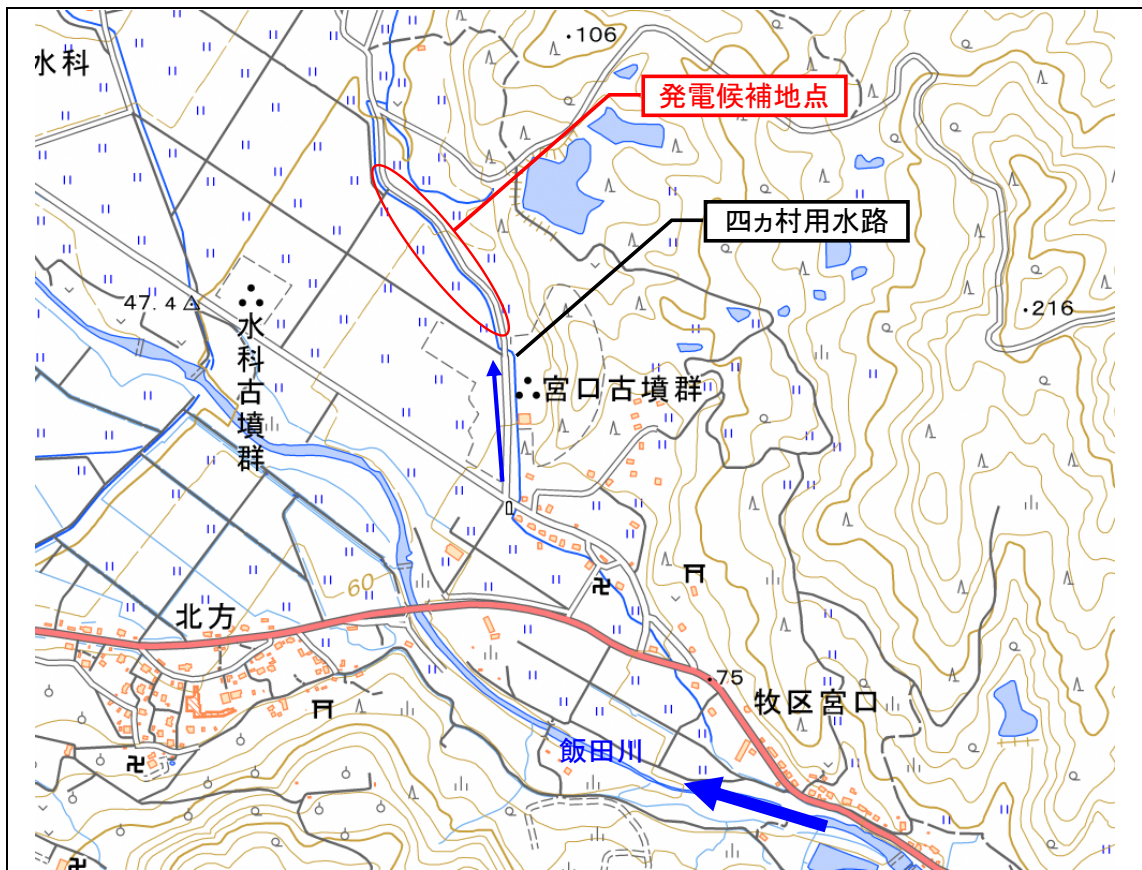 水科
・106
発電候補地点
四カ村用水路
47.4
水科古墳群
・216
宮口古墳群
60
北方
・75
牧区宮口
飯田川